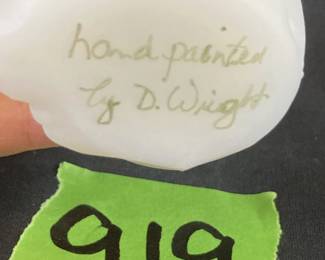 hand painted
by D. Wright
919